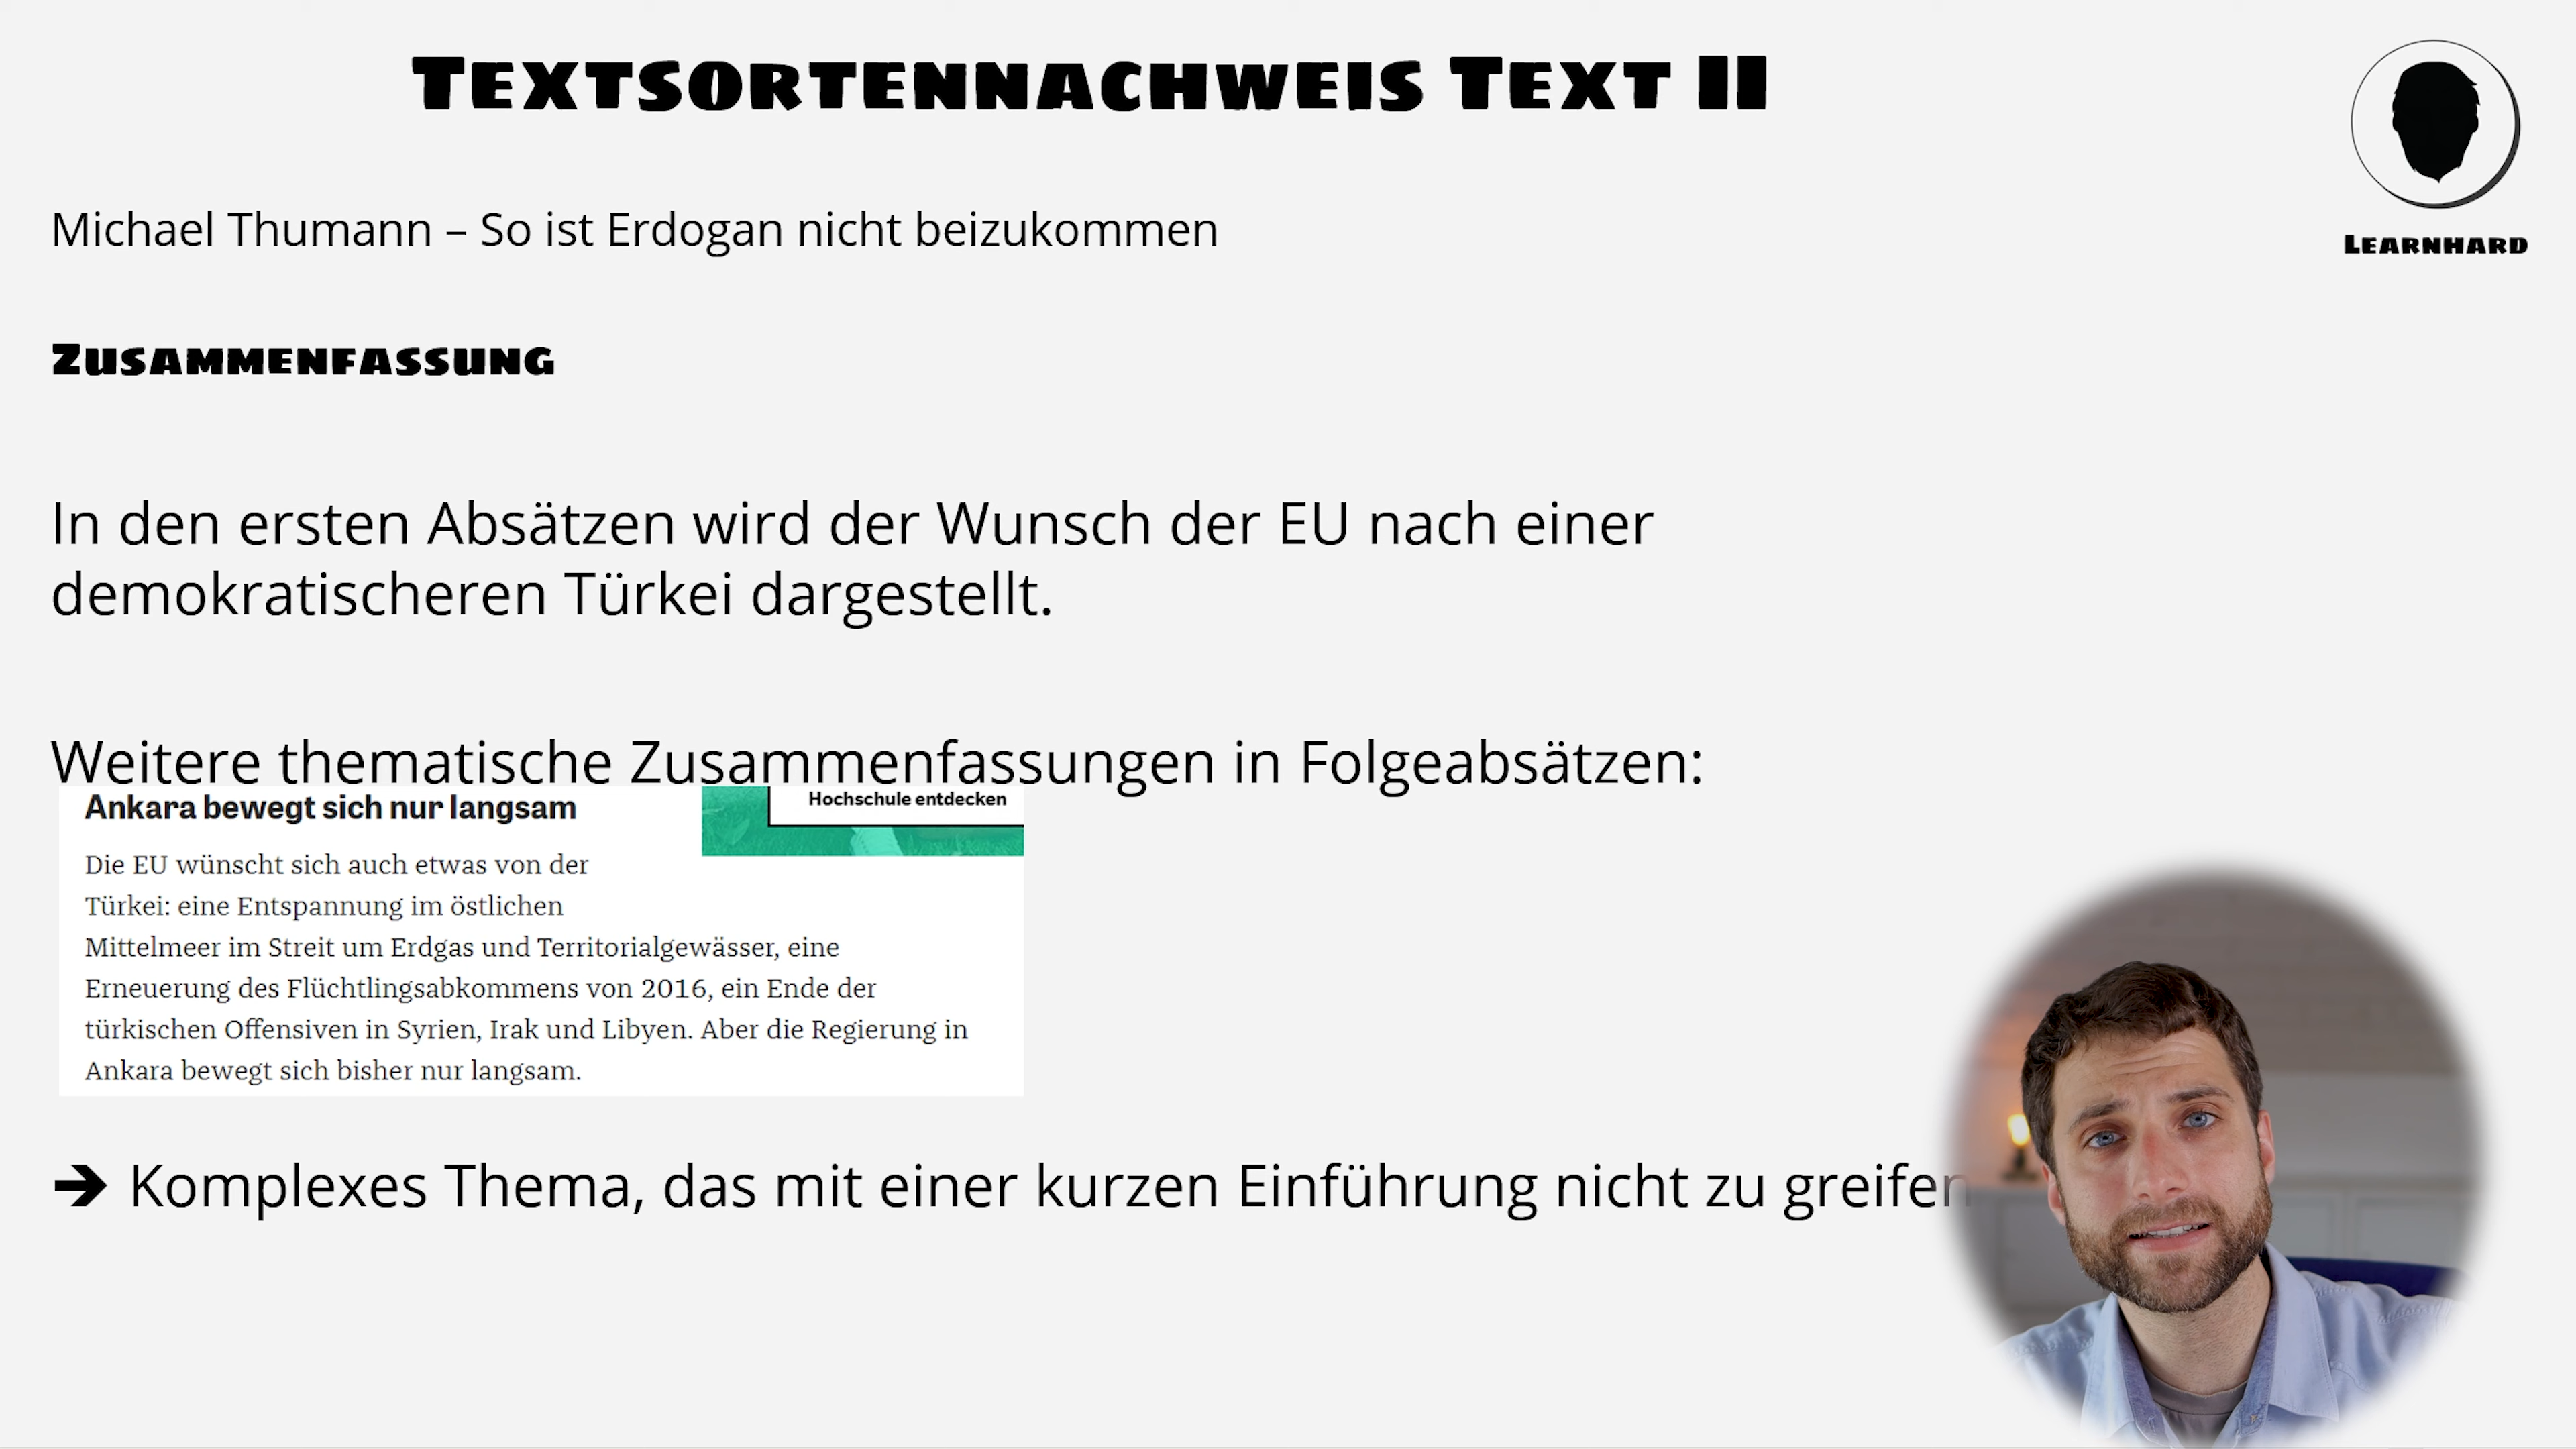 Textsortennachweis Text II
Learnhard
Michael Thumann – So ist Erdogan nicht beizukommen
Zusammenfassung
In den ersten Absätzen wird der Wunsch der EU nach einer
demokratischeren Türkei dargestellt.
Weitere thematische Zusammenfassungen in Folgeabsätzen:
Ankara bewegt sich nur langsam
Hochschule entdecken
Die EU wünscht sich auch etwas von der
Türkei: eine Entspannung im östlichen
Mittelmeer im Streit um Erdgas und Territorialgewässer, eine
Erneuerung des Flüchtlingsabkommens von 2016, ein Ende der
türkischen Offensiven in Syrien, Irak und Libyen. Aber die Regierung in
Ankara bewegt sich bisher nur langsam.
➔ Komplexes Thema, das mit einer kurzen Einführung nicht zu greifen